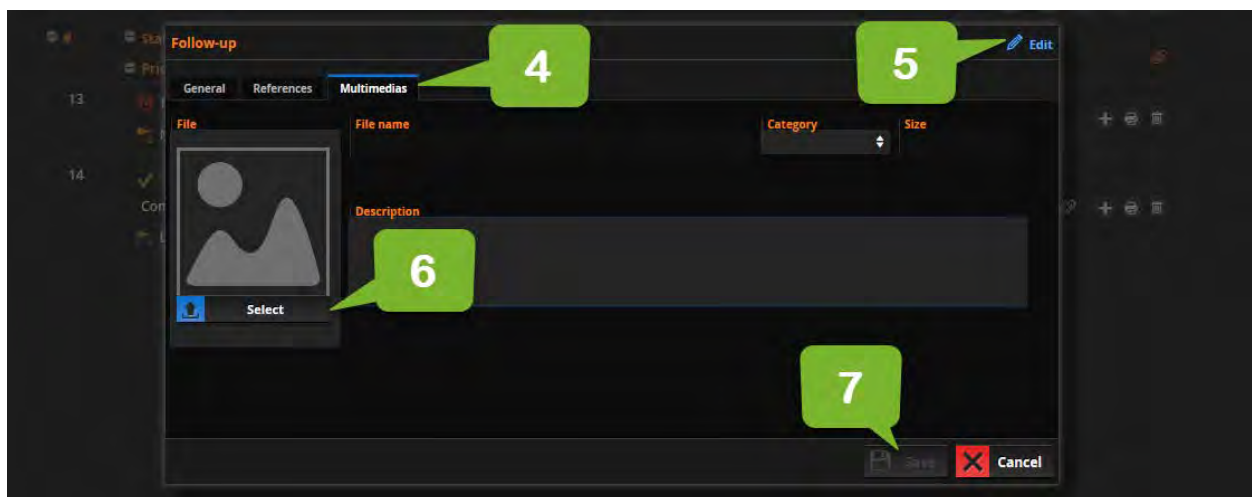 Follow-up
4
5
Edit
General References Multimedias
13
File File name Category Size
14
Description
6
Select
7
Save Cancel